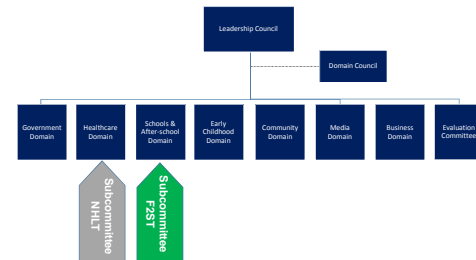 Leadership Council
Domain Council
Government
Domain
Healthcare
Domain
Schools &
After-school
Domain
Early
Childhood
Domain
Community
Domain
Media
Domain
Business
Domain
Evaluation
Committee
Subcommittee
NHLT
Subcommittee
F2ST